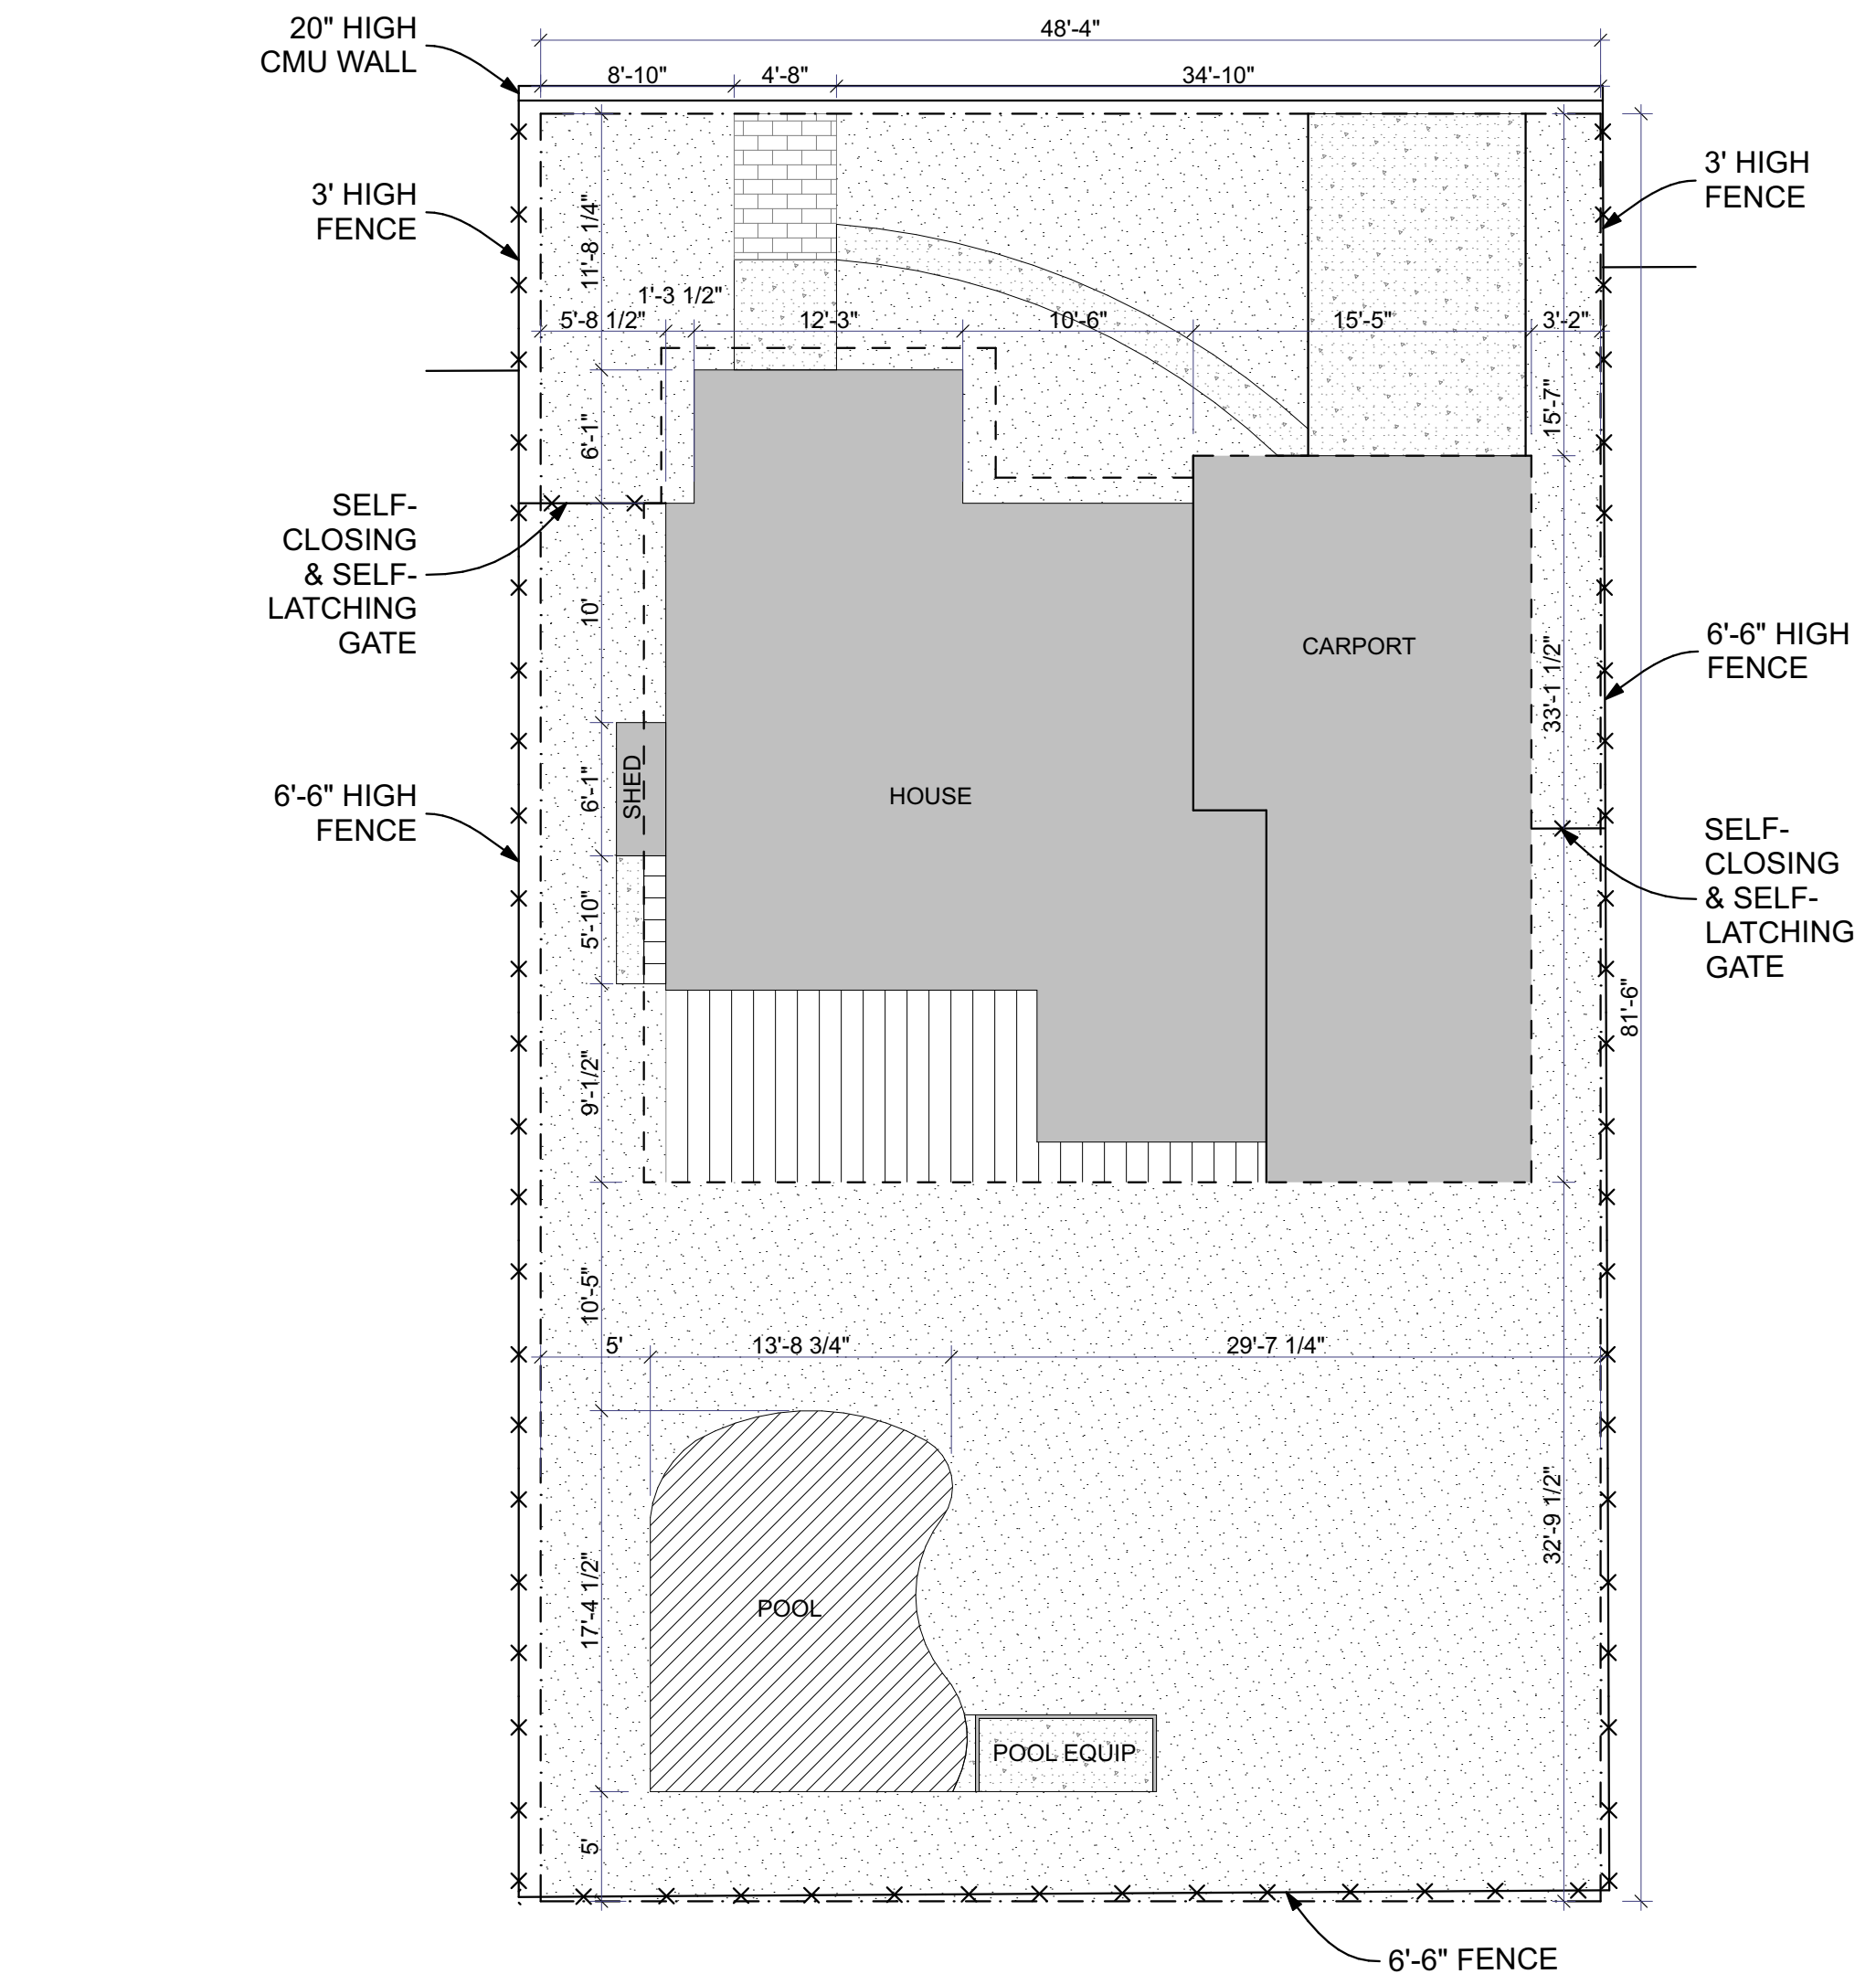 20" HIGH
CMU WALL
48'-4"
8'-10"
4'-8"
34'-10"
3' HIGH
FENCE
3' HIGH
FENCE
11'-8 1/4"
1'-3 1/2"
5'-8 1/2"
12'-3"
10'-6"
15'-5"
3'-2"
6'-1"
15'-7"
SELF-
CLOSING
& SELF-
LATCHING
GATE
10'
CARPORT
33'-1 1/2"
6'-6" HIGH
FENCE
6'-6" HIGH
FENCE
6'-1"
SHED
HOUSE
SELF-
CLOSING
& SELF-
LATCHING
GATE
5'-10"
81'-6"
9'-1/2"
10'-5"
5'
13'-8 3/4"
29'-7 1/4"
32'-9 1/2"
17'-4 1/2"
POOL
POOL EQUIP
5'
6'-6" FENCE